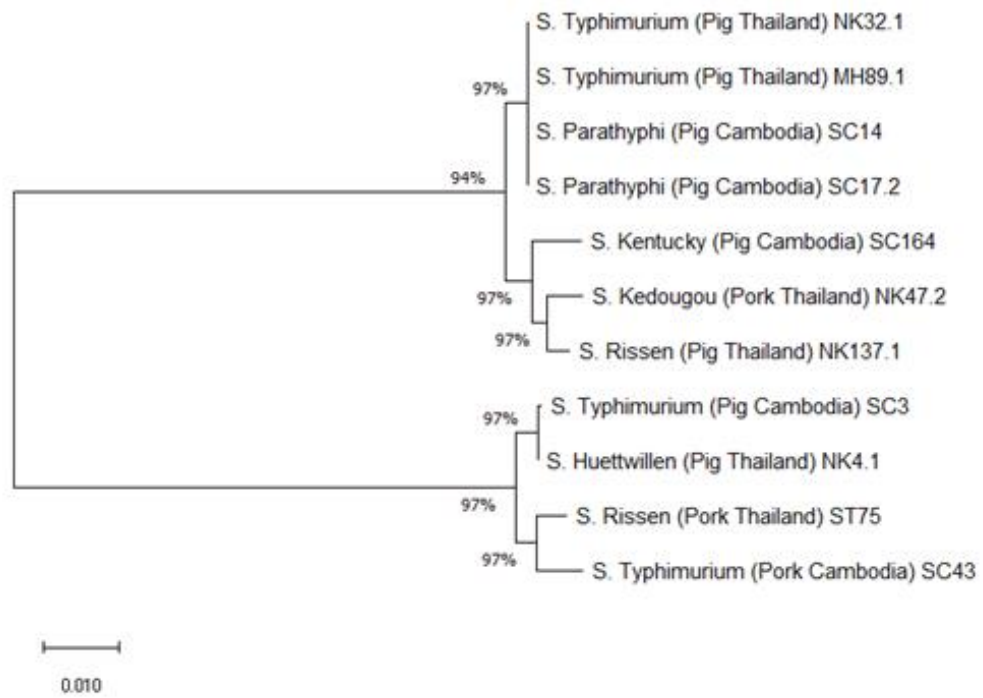 S. Typhimurium (Pig Thailand) NK32.1
S. Typhimurium (Pig Thailand) MH89.1
97%
S. Parathyphi (Pig Cambodia) SC14
94%
S. Parathyphi (Pig Cambodia) SC17.2
S. Kentucky (Pig Cambodia) SC164
97%
S. Kedougou (Pork Thailand) NK47.2
97%
S. Rissen (Pig Thailand) NK137.1
S. Typhimurium (Pig Cambodia) SC3
97%
S. Huettwillen (Pig Thailand) NK4.1
97%
S. Rissen (Pork Thailand) ST75
97%
S. Typhimurium (Pork Cambodia) SC43
0.010